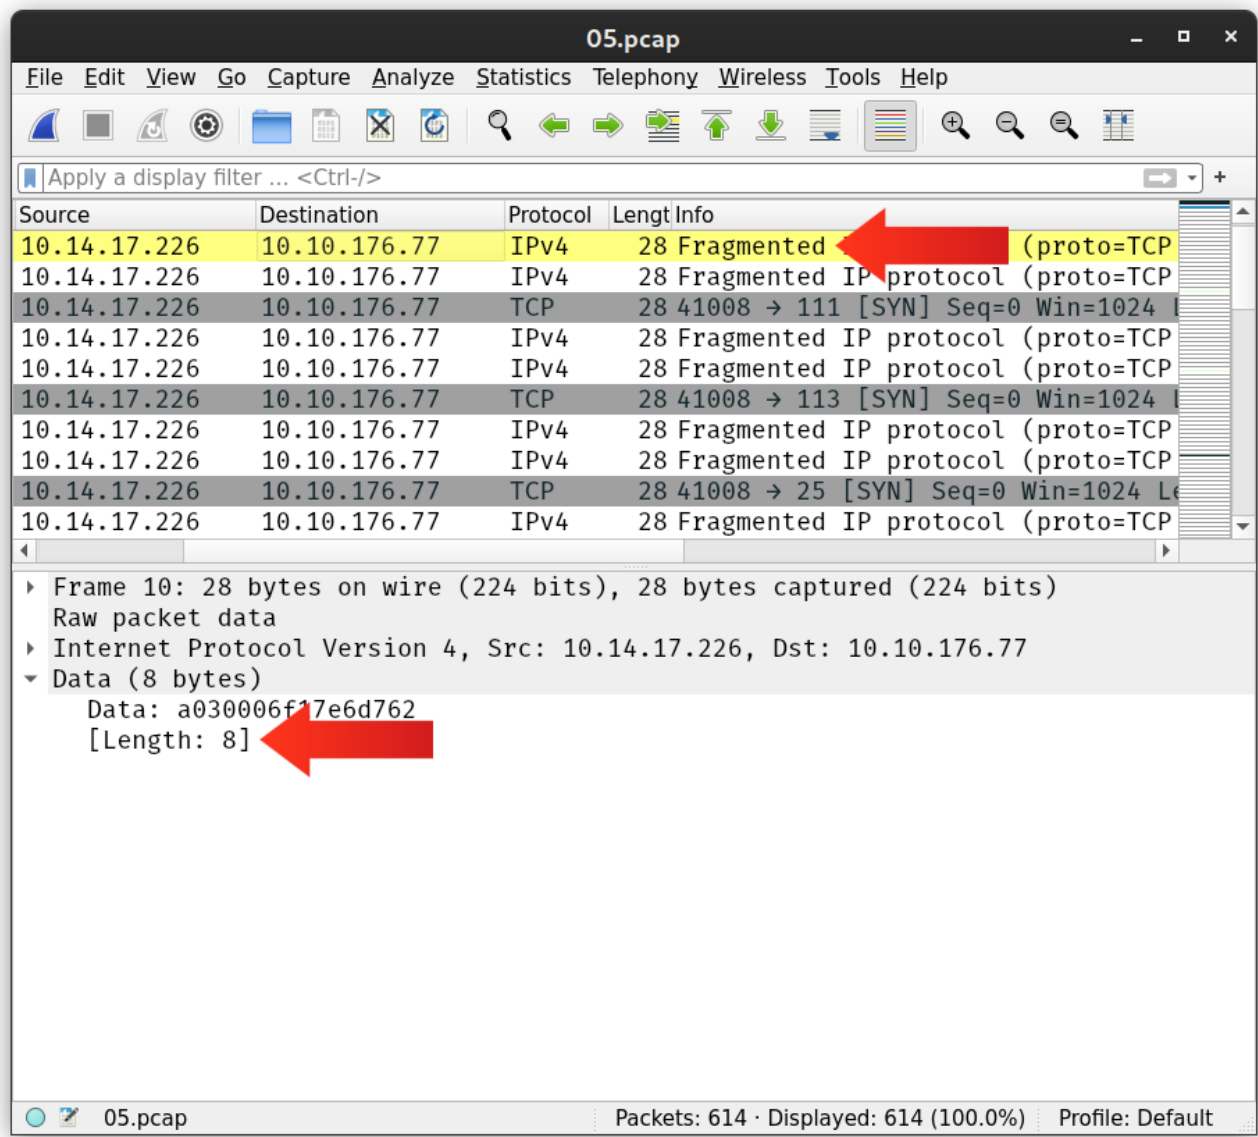 05.pcap
File Edit View Go Capture Analyze Statistics Telephony Wireless Tools Help
Apply a display filter ... <Ctrl-/>
Source Destination Protocol Lengt Info
10.14.17.226 10.10.176.77 IPv4 28 Fragmented (proto=TCP
10.14.17.226 10.10.176.77 IPv4 28 Fragmented IP protocol (proto=TCP
10.14.17.226 10.10.176.77 TCP 28 41008 → 111 [SYN] Seq=0 Win=1024
10.14.17.226 10.10.176.77 IPv4 28 Fragmented IP protocol (proto=TCP
10.14.17.226 10.10.176.77 IPv4 28 Fragmented IP protocol (proto=TCP
10.14.17.226 10.10.176.77 TCP 28 41008 → 113 [SYN] Seq=0 Win=1024
10.14.17.226 10.10.176.77 IPv4 28 Fragmented IP protocol (proto=TCP
10.14.17.226 10.10.176.77 IPv4 28 Fragmented IP protocol (proto=TCP
10.14.17.226 10.10.176.77 TCP 28 41008 → 25 [SYN] Seq=0 Win=1024 Le
10.14.17.226 10.10.176.77 IPv4 28 Fragmented IP protocol (proto=TCP
Frame 10: 28 bytes on wire (224 bits), 28 bytes captured (224 bits)
Raw packet data
Internet Protocol Version 4, Src: 10.14.17.226, Dst: 10.10.176.77
Data (8 bytes)
Data: a030006f17e6d762
[Length: 8]
05.pcap Packets: 614 · Displayed: 614 (100.0%) Profile: Default